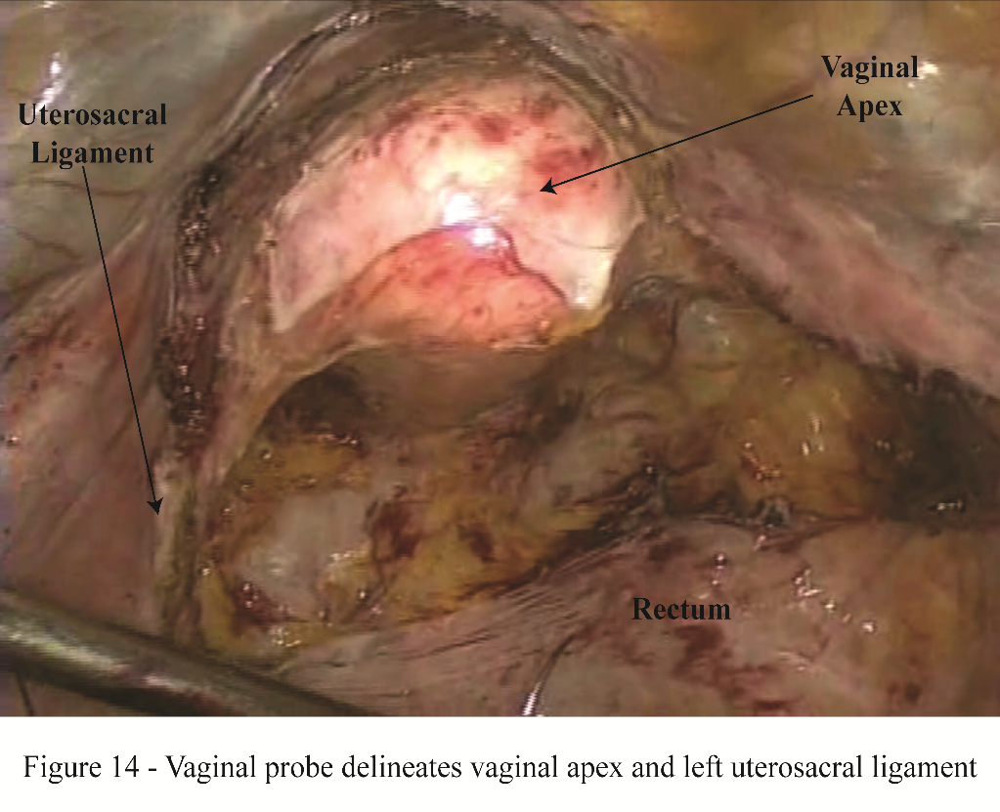 Uterosacral
Ligament
Vaginal
Apex
Rectum
Figure 14 - Vaginal probe delineates vaginal apex and left uterosacral ligament